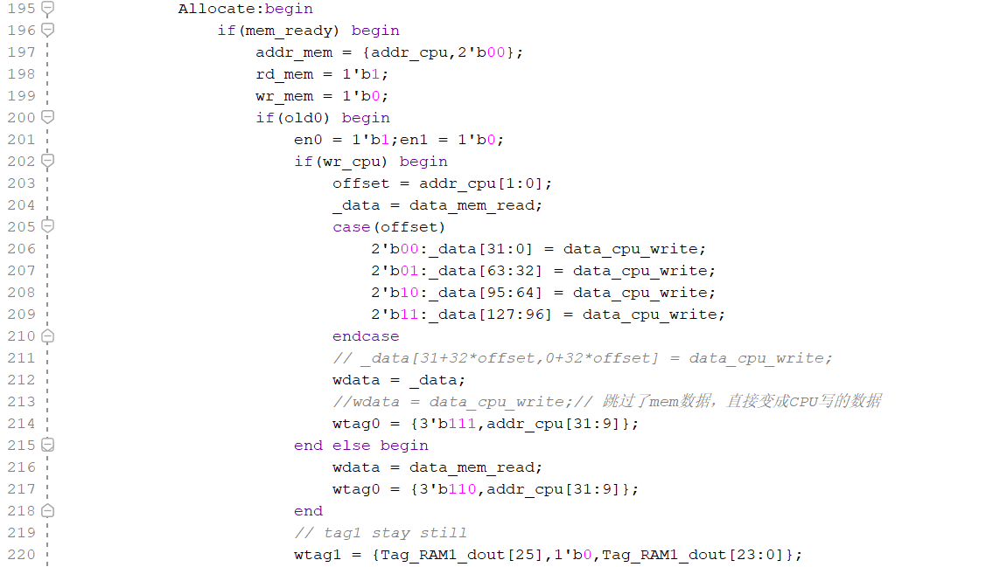 195 Allocate:begin
196 if(mem_ready) begin
197 addr_mem = {addr_cpu,2'b00};
198 rd_mem = 1'b1;
199 wr_mem = 1'b0;
200 if(old0) begin
201 en0 = 1'b1;en1 = 1'b0;
202 if(wr_cpu) begin
203 offset = addr_cpu[1:0];
204 _data = data_mem_read;
205 case(offset)
206 2'b00:_data[31:0] = data_cpu_write;
207 2'b01:_data[63:32] = data_cpu_write;
208 2'b10:_data[95:64] = data_cpu_write;
209 2'b11:_data[127:96] = data_cpu_write;
210 endcase
211 // _data[31+32*offset,0+32*offset] = data_cpu_write;
212 wdata = _data;
213 //wdata = data_cpu_write;// 跳过了mem数据，直接变成CPU写的数据
214 wtag0 = {3'b111,addr_cpu[31:9]};
215 end else begin
216 wdata = data_mem_read;
217 wtag0 = {3'b110,addr_cpu[31:9]};
218 end
219 // tag1 stay still
220 wtag1 = {Tag_RAM1_dout[25],1'b0,Tag_RAM1_dout[23:0]};